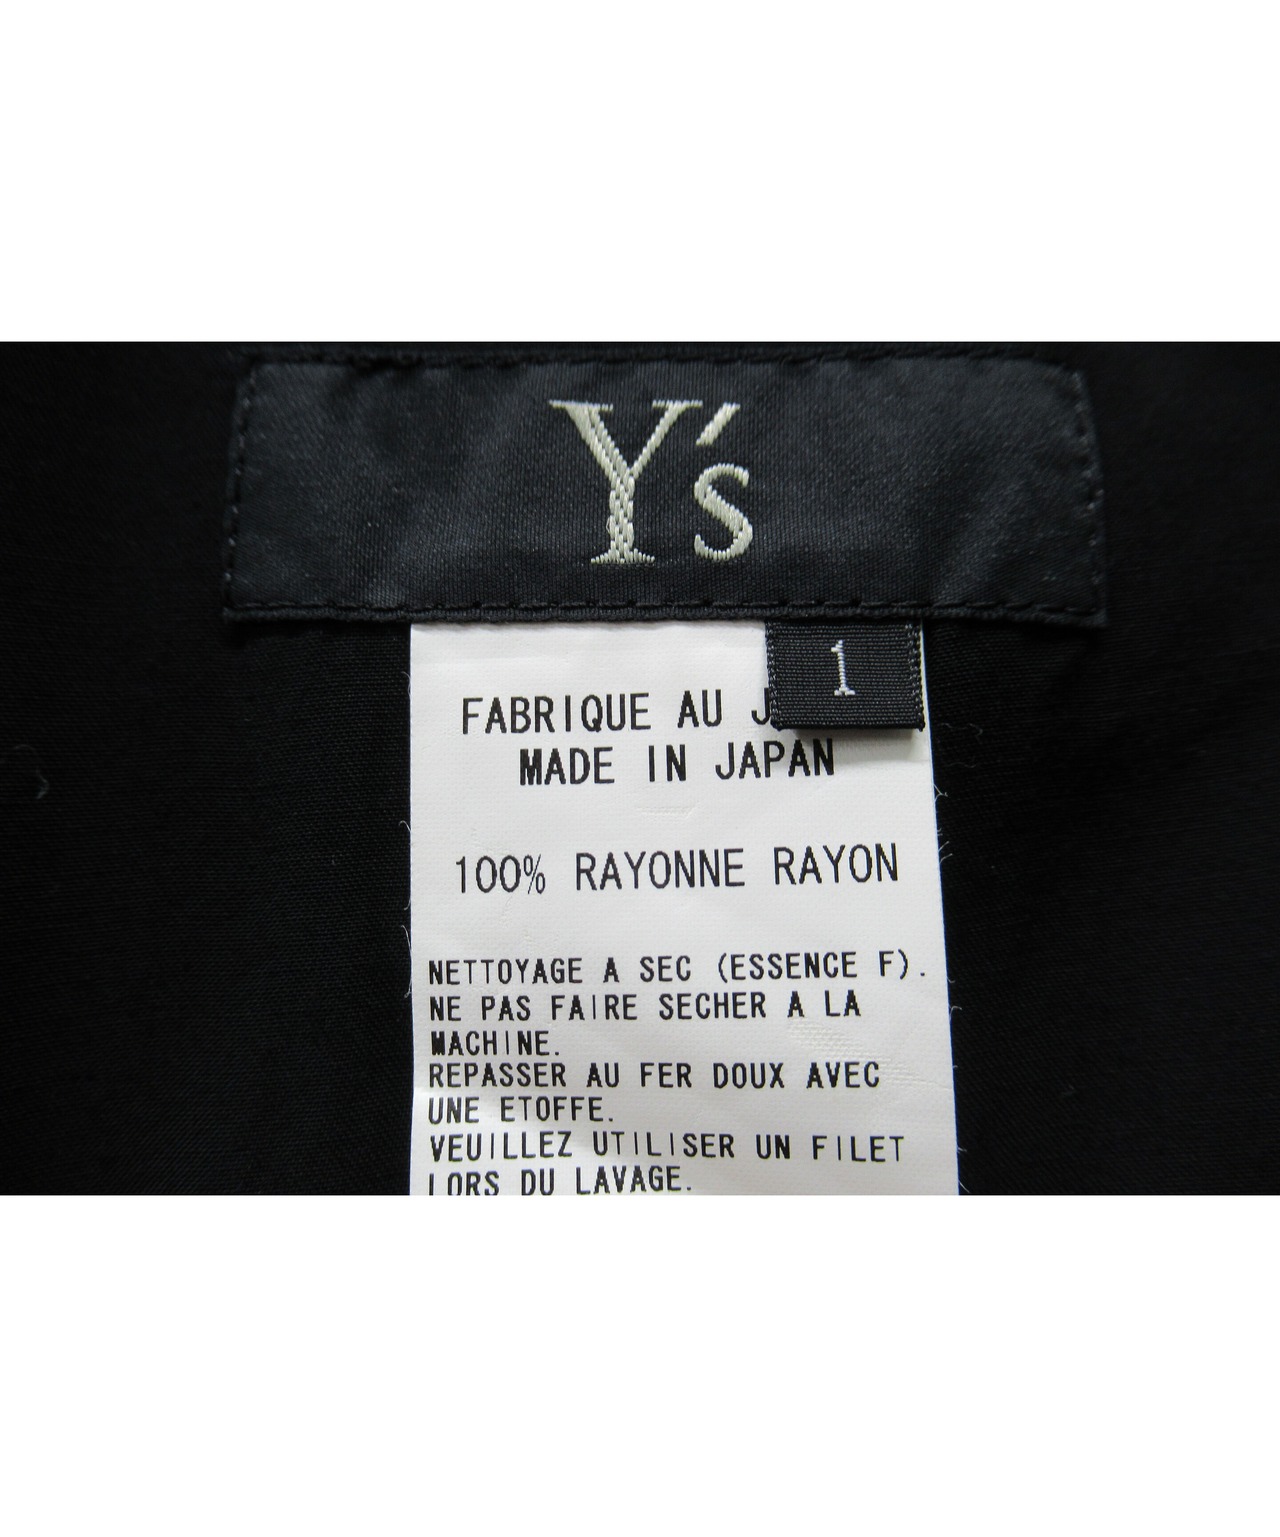 Y's
1
FABRIQUE AU
MADE IN JAPAN
100% RAYONNE RAYON
NETTOYAGE A SEC (ESSENCE F).
NE PAS FAIRE SECHER A LA
MACHINE.
REPASSER AU FER DOUX AVEC
UNE ETOFFE.
VEUILLEZ UTILISER UN FILET
LORS DU LAVAGE.